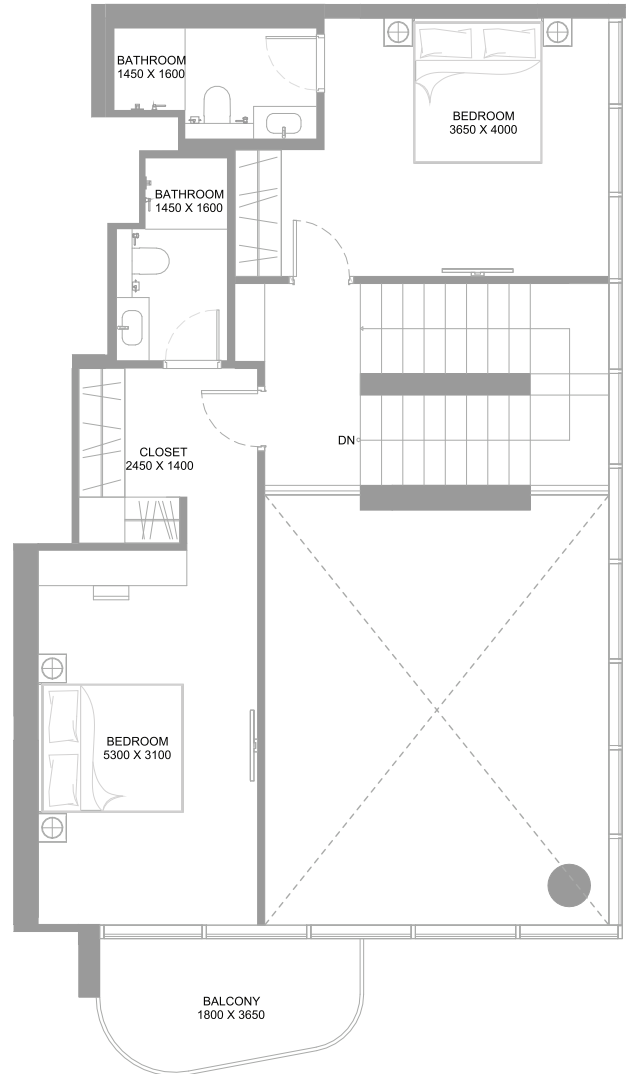 BATHROOM
1450 X 1600
BEDROOM
3650 X 4000
BATHROOM
1450 X 1600
DN
CLOSET
2450 X 1400
BEDROOM
5300 X 3100
BALCONY
1800 X 3650